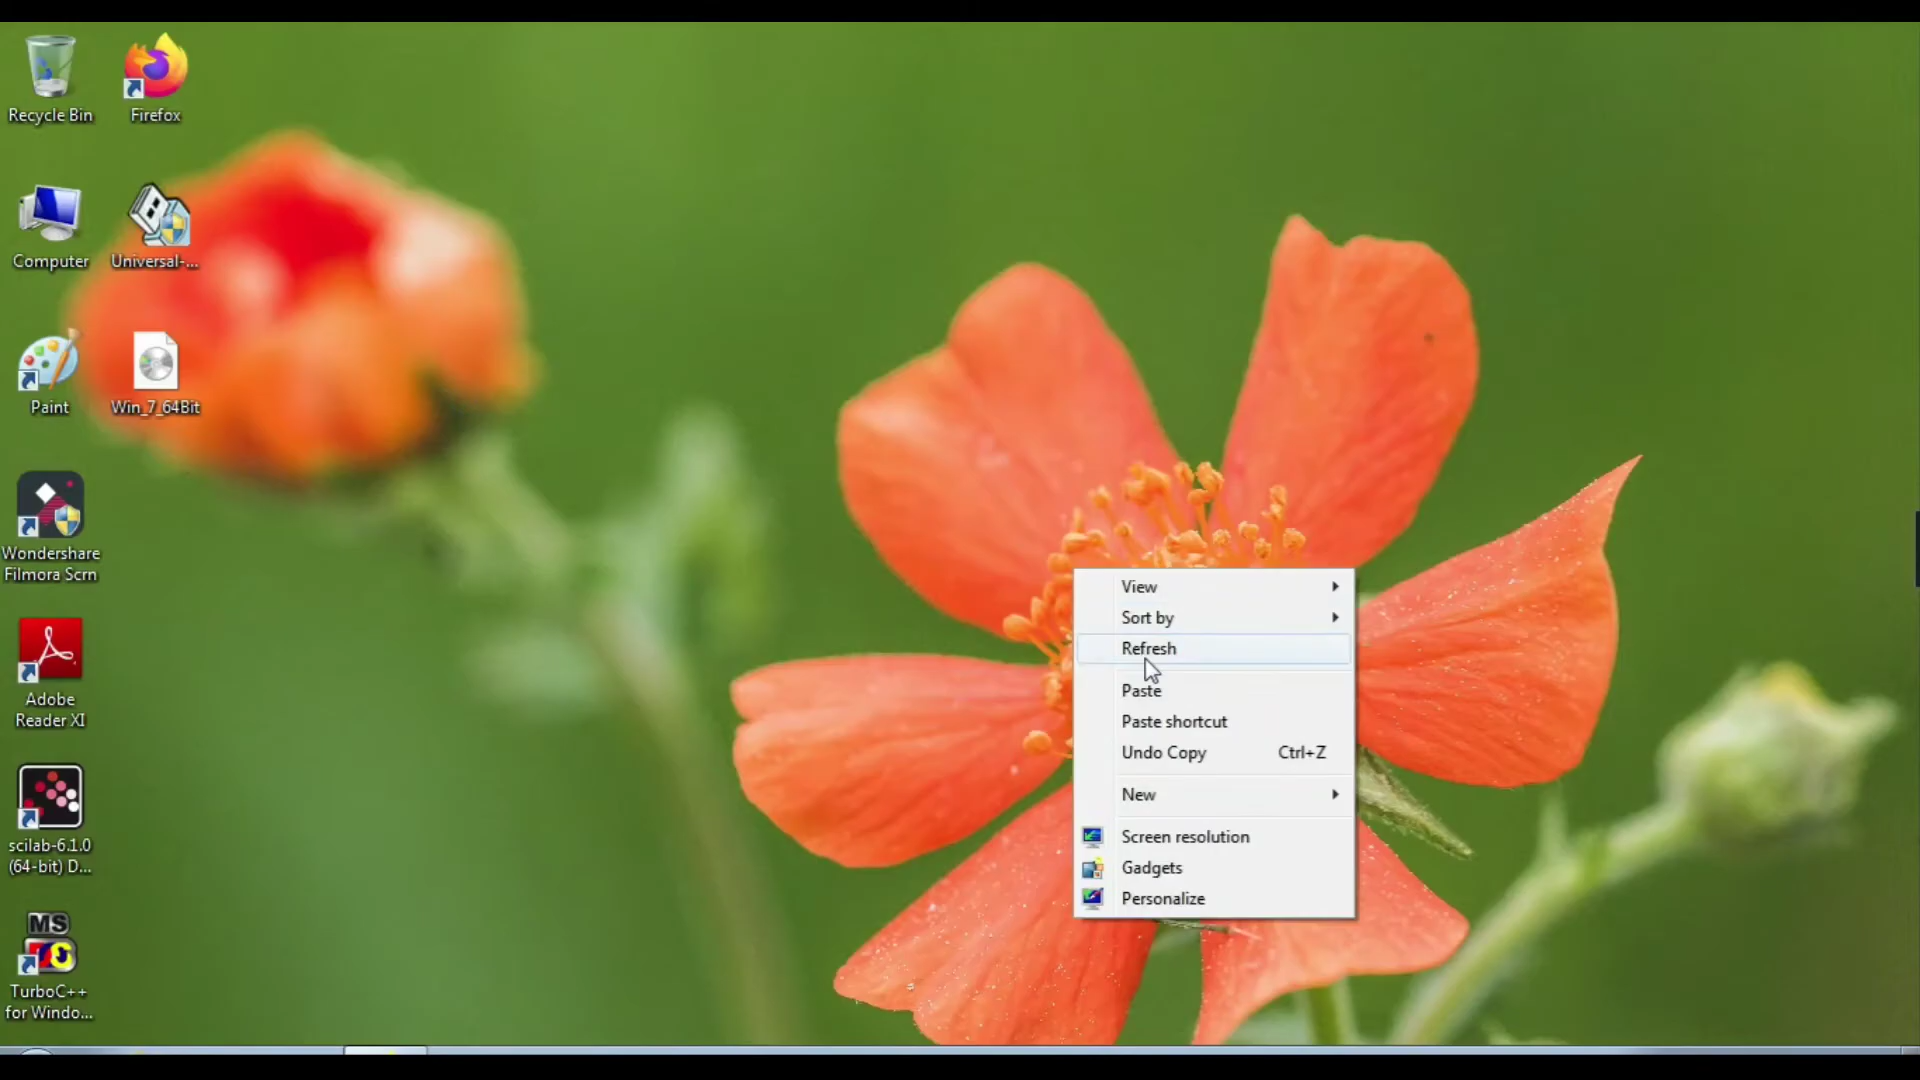 Recycle Bin
Firefox
Computer
Universal-...
Paint
Win_7_64Bit
Wondershare
Filmora Scrn
Adobe
Reader XI
scilab-6.1.0
(64-bit) D...
MS
TurboC++
for Windo...
View
Sort by
Refresh
Paste
Paste shortcut
Undo Copy Ctrl+Z
New
Screen resolution
Gadgets
Personalize